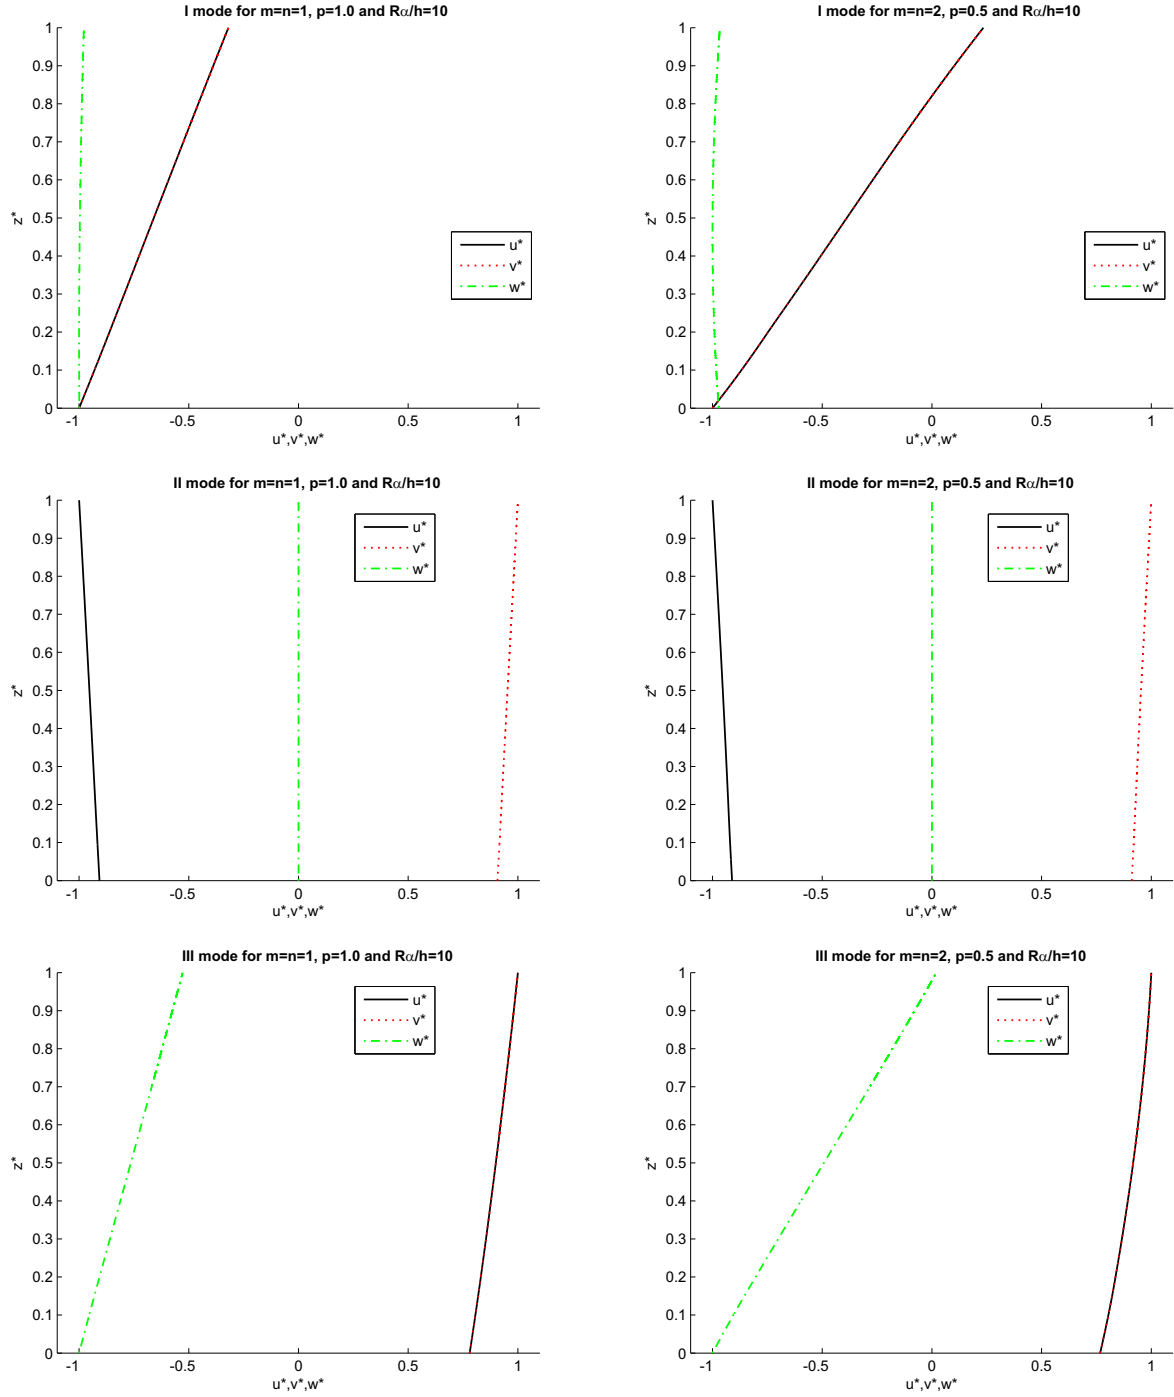 I mode for m=n=1, p=1.0 and Rα/h=10
1
0.9
0.8
0.7
0.6
0.5
0.4
0.3
0.2
0.1
0
z*
u*
v*
w*
-1 -0.5 0 0.5 1
u*,v*,w*
I mode for m=n=2, p=0.5 and Rα/h=10
1
0.9
0.8
0.7
0.6
0.5
0.4
0.3
0.2
0.1
0
z*
u*
v*
w*
-1 -0.5 0 0.5 1
u*,v*,w*
II mode for m=n=1, p=1.0 and Rα/h=10
1
0.9
0.8
0.7
0.6
0.5
0.4
0.3
0.2
0.1
0
z*
u*
v*
w*
-1 -0.5 0 0.5 1
u*,v*,w*
II mode for m=n=2, p=0.5 and Rα/h=10
1
0.9
0.8
0.7
0.6
0.5
0.4
0.3
0.2
0.1
0
z*
u*
v*
w*
-1 -0.5 0 0.5 1
u*,v*,w*
III mode for m=n=1, p=1.0 and Rα/h=10
1
0.9
0.8
0.7
0.6
0.5
0.4
0.3
0.2
0.1
0
z*
u*
v*
w*
-1 -0.5 0 0.5 1
u*,v*,w*
III mode for m=n=2, p=0.5 and Rα/h=10
1
0.9
0.8
0.7
0.6
0.5
0.4
0.3
0.2
0.1
0
z*
u*
v*
w*
-1 -0.5 0 0.5 1
u*,v*,w*